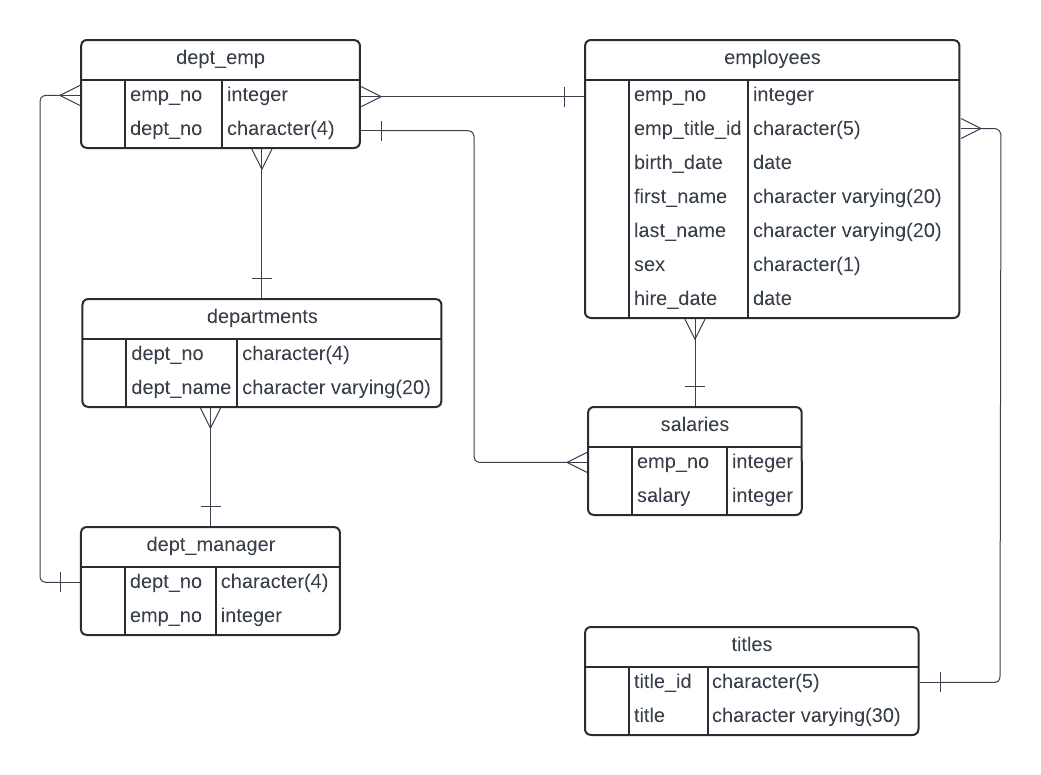 dept_emp
emp_no integer
dept_no character(4)
employees
emp_no integer
emp_title_id character(5)
birth_date date
first_name character varying(20)
last_name character varying(20)
sex character(1)
hire_date date
departments
dept_no character(4)
dept_name character varying(20)
salaries
emp_no integer
salary integer
dept_manager
dept_no character(4)
emp_no integer
titles
title_id character(5)
title character varying(30)